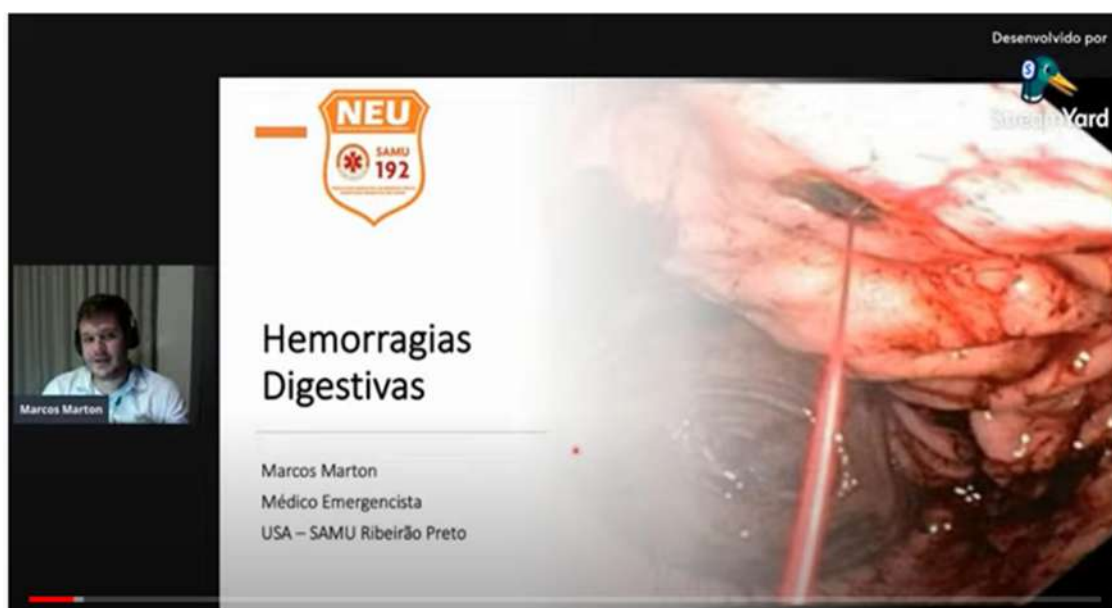 Desenvolvido por
S
StreamYard
NEU
SAMU
192
Hemorragias
Digestivas
Marcos Marton
Marcos Marton
Médico Emergencista
USA – SAMU Ribeirão Preto